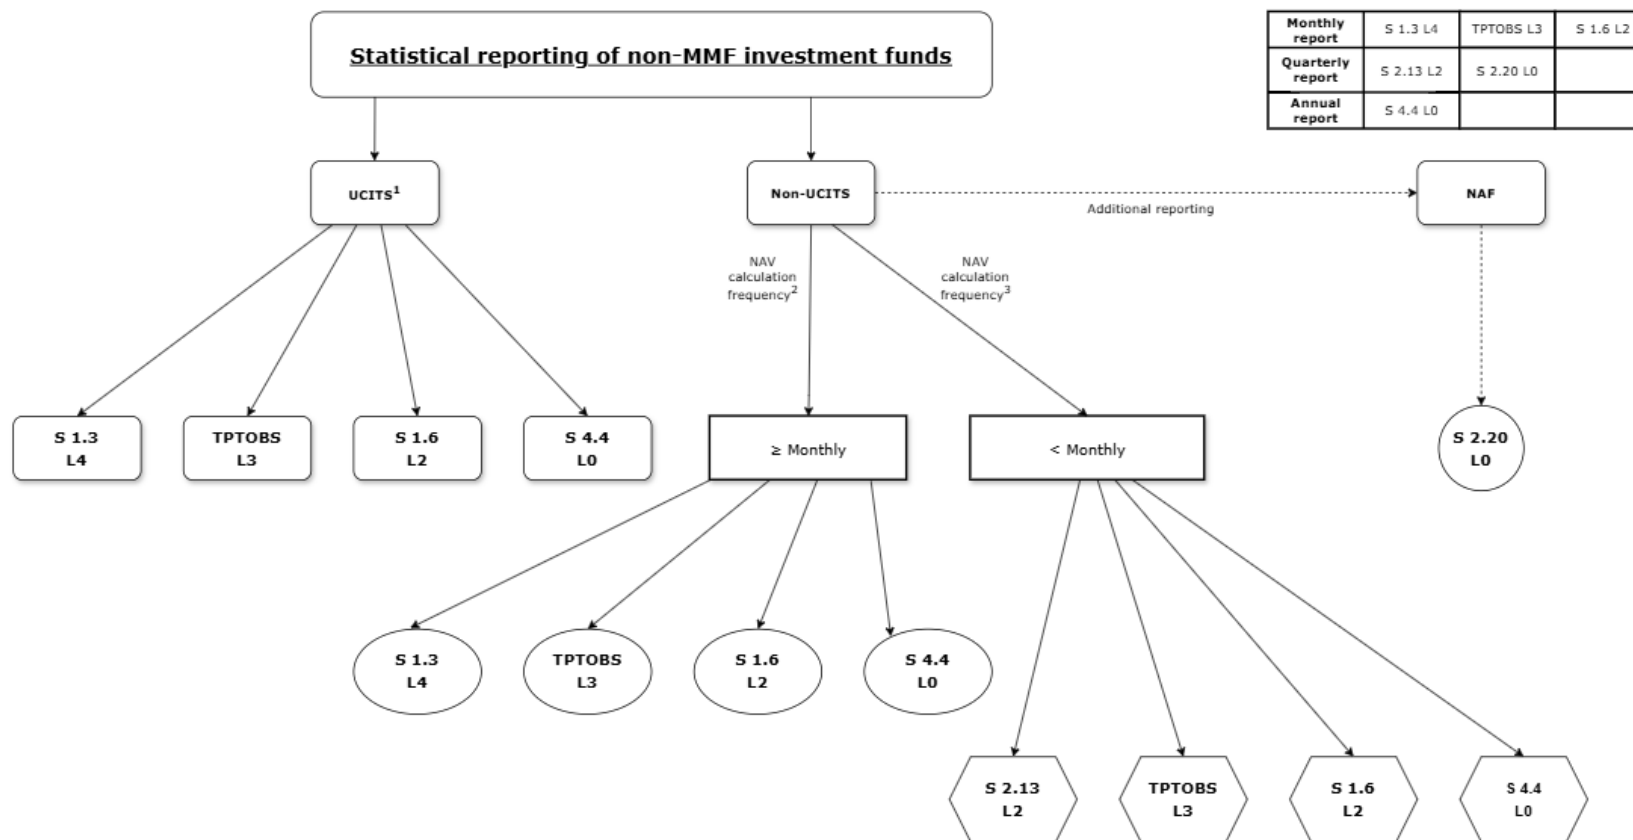 Statistical reporting of non-MMF investment funds
Monthly
report
S 1.3 L4
TPTOBS L3
S 1.6 L2
Quarterly
report
S 2.13 L2
S 2.20 L0
Annual
report
S 4.4 L0
UCITS¹
Non-UCITS
Additional reporting
NAF
NAV
calculation
frequency²
NAV
calculation
frequency³
S 1.3
L4
TPTOBS
L3
S 1.6
L2
S 4.4
L0
≥ Monthly
< Monthly
S 2.20
L0
S 1.3
L4
TPTOBS
L3
S 1.6
L2
S 4.4
L0
S 2.13
L2
TPTOBS
L3
S 1.6
L2
S 4.4
L0